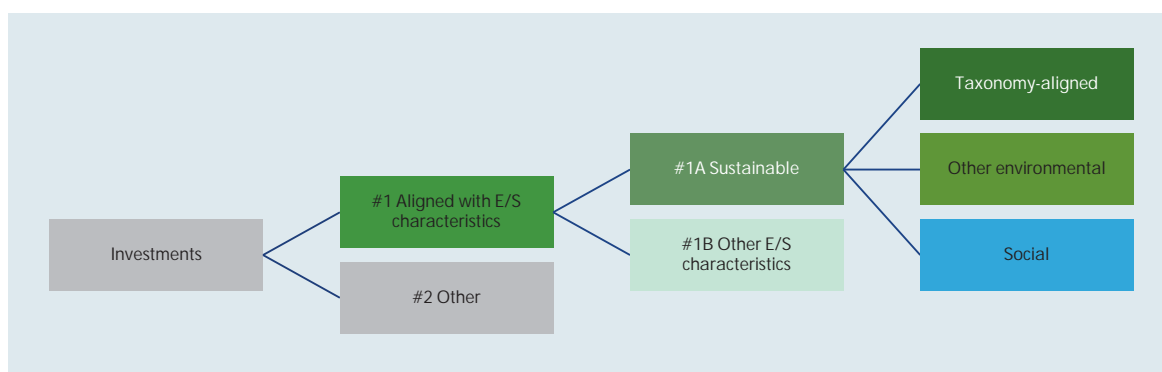 Investments
#1 Aligned with E/S
characteristics
#2 Other
#1A Sustainable
#1B Other E/S
characteristics
Taxonomy-aligned
Other environmental
Social